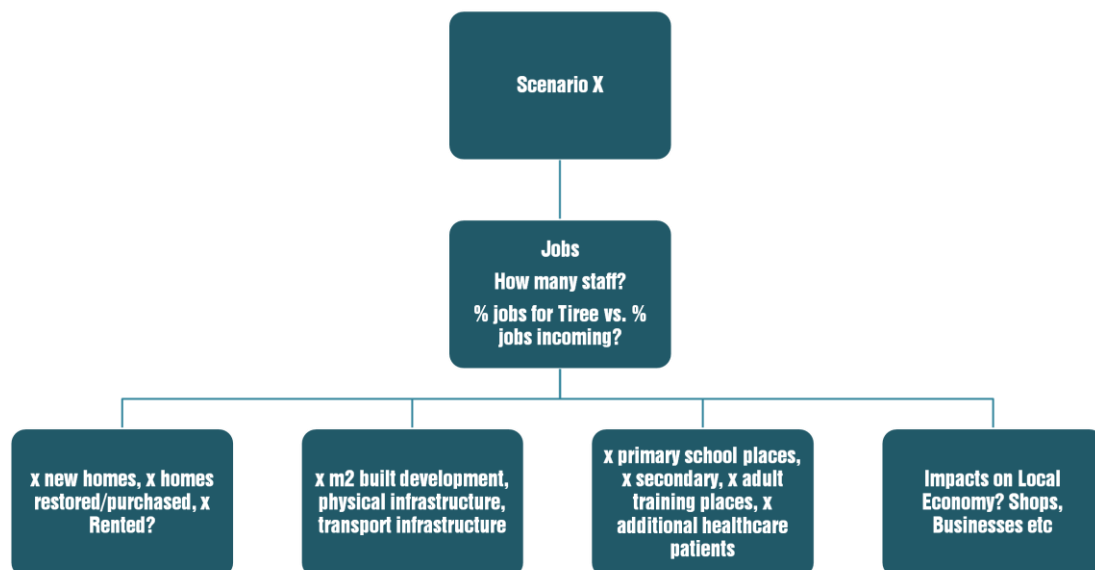 Scenario X
Jobs
How many staff?
% jobs for Tiree vs. %
jobs incoming?
x new homes, x homes
restored/purchased, x
Rented?
x m2 built development,
physical infrastructure,
transport infrastructure
x primary school places,
x secondary, x adult
training places, x
additional healthcare
patients
Impacts on Local
Economy? Shops,
Businesses etc